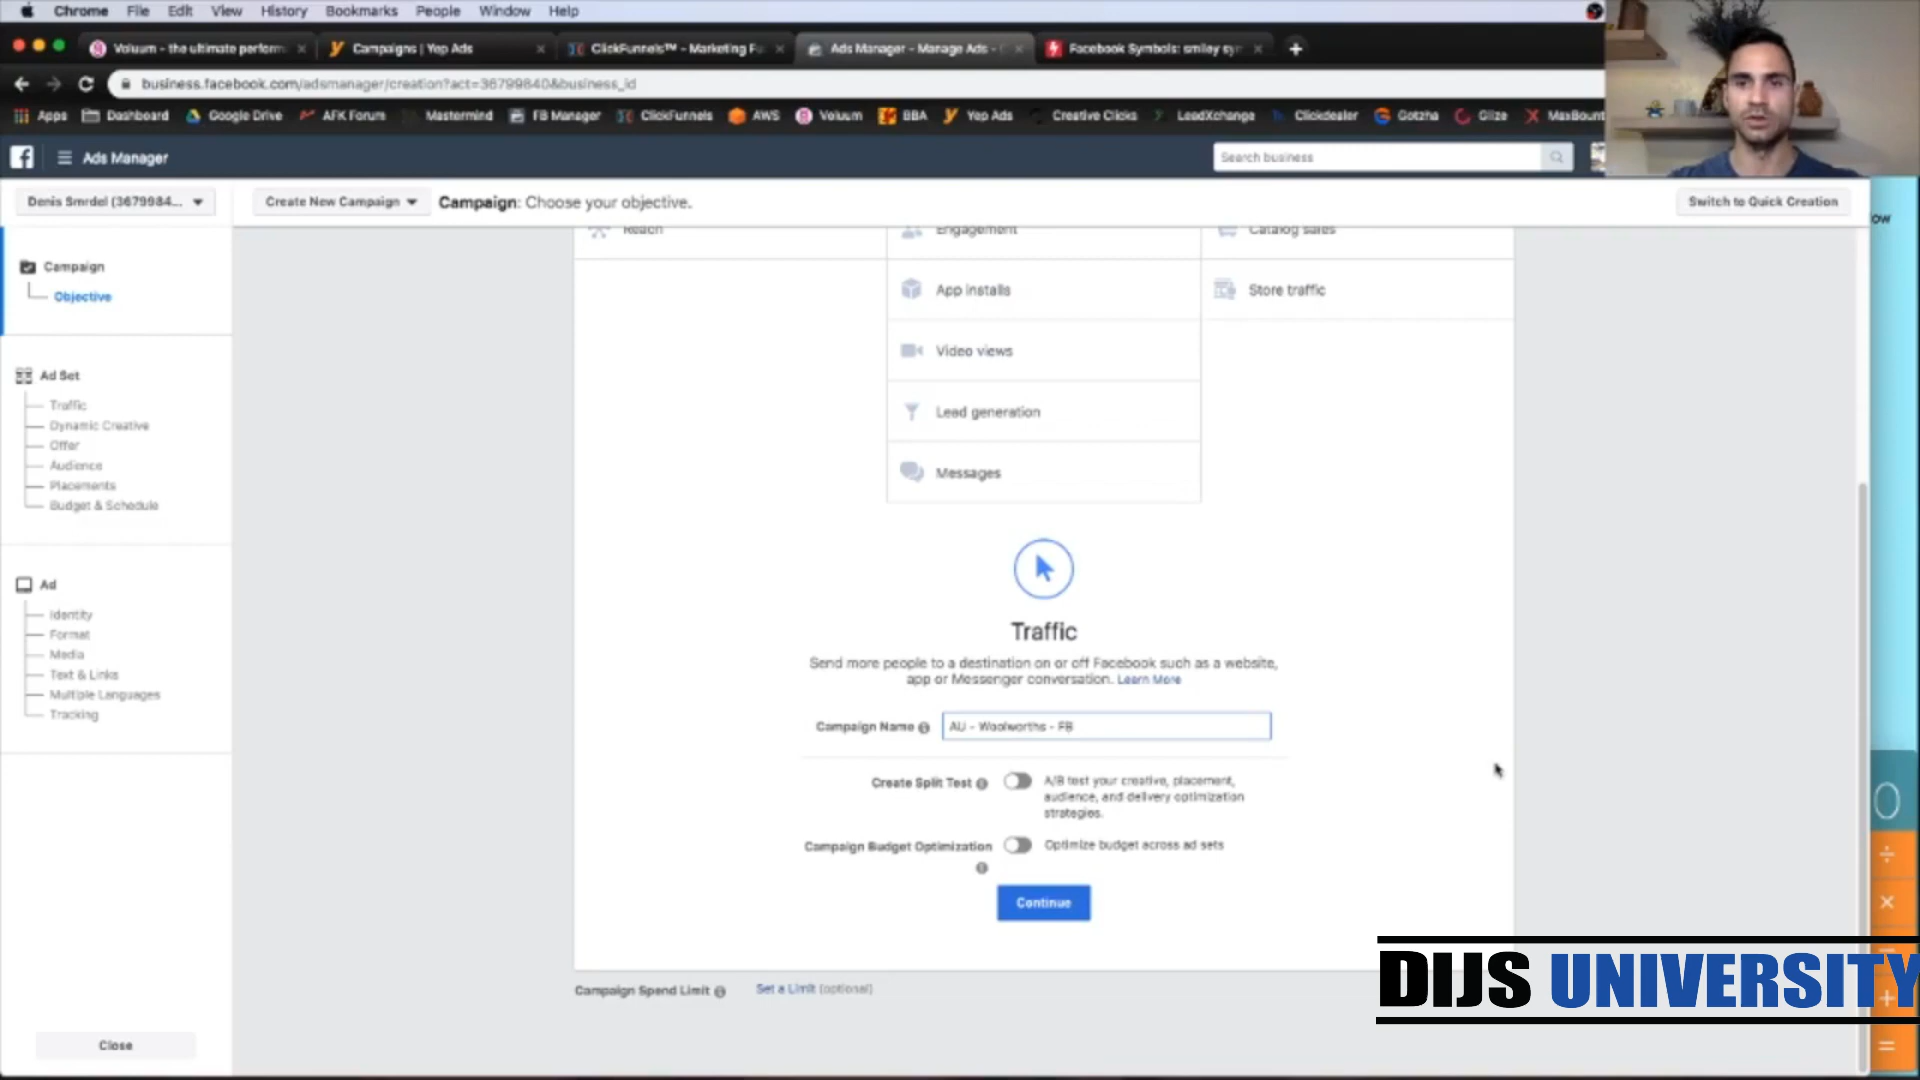 Chrome File Edit View History Bookmarks People Window Help
Voluum - the ultimate perform
Campaigns | Yep Ads
ClickFunnels™ - Marketing Fu
Ads Manager - Manage Ads -
Facebook Symbols: smiley sy
business.facebook.com/adsmanager/creation?act=36799840&business_id
Apps Dashboard Google Drive AFK Forum Mastermind FB Manager ClickFunnels AWS Voluum BBA Yep Ads Creative Clicks LeadXchange Clickdealer Gotzha Glize MaxBount
Ads Manager
Search business
Denis Smrdel (3679984...
Create New Campaign
Campaign: Choose your objective.
Switch to Quick Creation
ow
Reach
Engagement
Catalog sales
Campaign
Objective
App installs
Store traffic
Video views
Ad Set
Traffic
Dynamic Creative
Offer
Audience
Placements
Budget & Schedule
Lead generation
Messages
Ad
Identity
Format
Media
Text & Links
Multiple Languages
Tracking
Traffic
Send more people to a destination on or off Facebook such as a website,
app or Messenger conversation. Learn More
Campaign Name
AU - Woolworths - FB
Create Split Test
A/B test your creative, placement,
audience, and delivery optimization
strategies.
Campaign Budget Optimization
Optimize budget across ad sets
Continue
Campaign Spend Limit
Set a Limit (optional)
Close
0
÷
×
+
=
DIJS UNIVERSITY